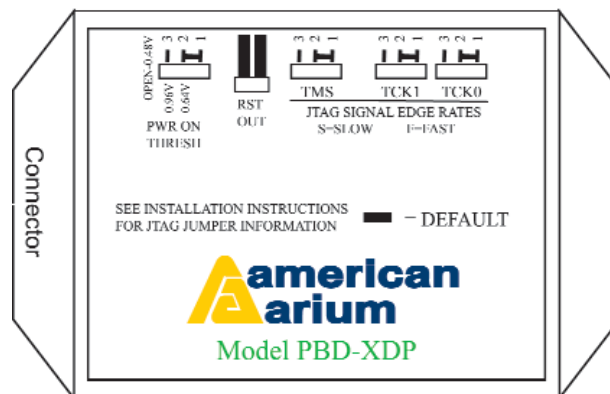 3 2 1
3 2 1
3 2 1
3 2 1
OPEN-0.48V
0.96V
0.64V
PWR ON
THRESH
RST
OUT
TMS
TCK1
TCK0
JTAG SIGNAL EDGE RATES
S=SLOW F=FAST
Connector
SEE INSTALLATION INSTRUCTIONS
FOR JTAG JUMPER INFORMATION
– DEFAULT
american
arium
Model PBD-XDP